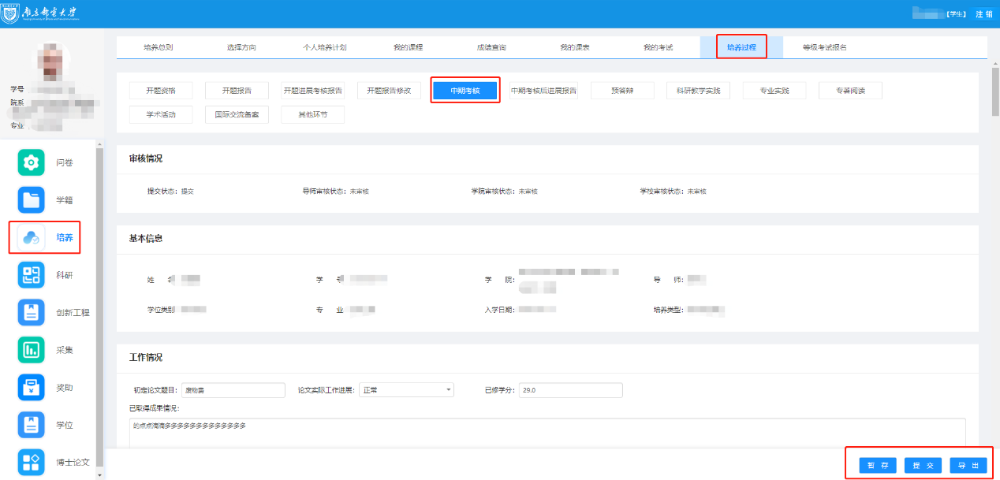 南京邮电大学
【学生】 注 销
学号
院系
专业
问卷
学籍
培养
科研
创新工程
采集
奖助
学位
博士论文
培养总则 选择方向 个人培养计划 我的课程 成绩查询 我的课表 我的考试 培养过程 等级考试报名
开题资格 开题报告 开题进展考核报告 开题报告修改 中期考核 中期考核后进展报告 预答辩 科研教学实践 专业实践 专著阅读
学术活动 国际交流备案 其他环节
审核情况
提交状态：提交 导师审核状态：未审核 学院审核状态：未审核 学校审核状态：未审核
基本信息
姓 名 学 号 学 院： 导 师：
学位类别 专 业 入学日期： 培养类型：
工作情况
初定论文题目： 废物篓 论文实际工作进展： 正常 已修学分： 29.0
已取得成果情况：
的点点滴滴多多多多多多多多多多多多多
暂 存 提 交 导 出